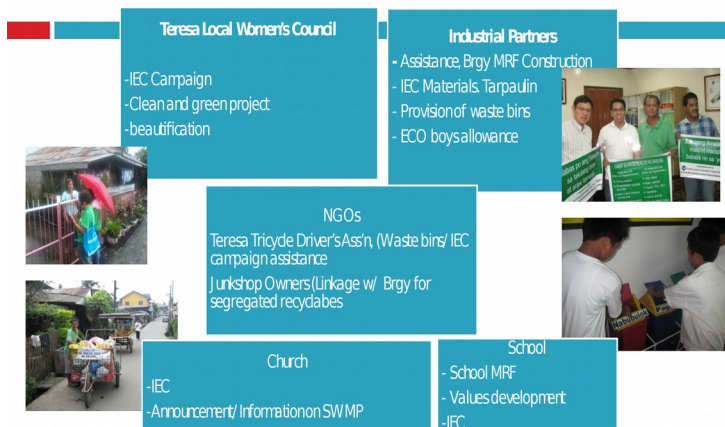 Teresa Local Women's Council
-IEC Campaign
-Clean and green project
-beautification
Industrial Partners
- Assistance, Brgy MRF Construction
- IEC Materials. Tarpaulin
- Provision of waste bins
- ECO boys allowance
NGOs
Teresa Tricycle Driver's Ass'n, (Waste bins/ IEC
campaign assistance
Junkshop Owners (Linkage w/ Brgy for
segregated recyclabes
Church
-IEC
-Announcement/ Information on SWMP
School
- School MRF
- Values development
-IEC
Nabubulok